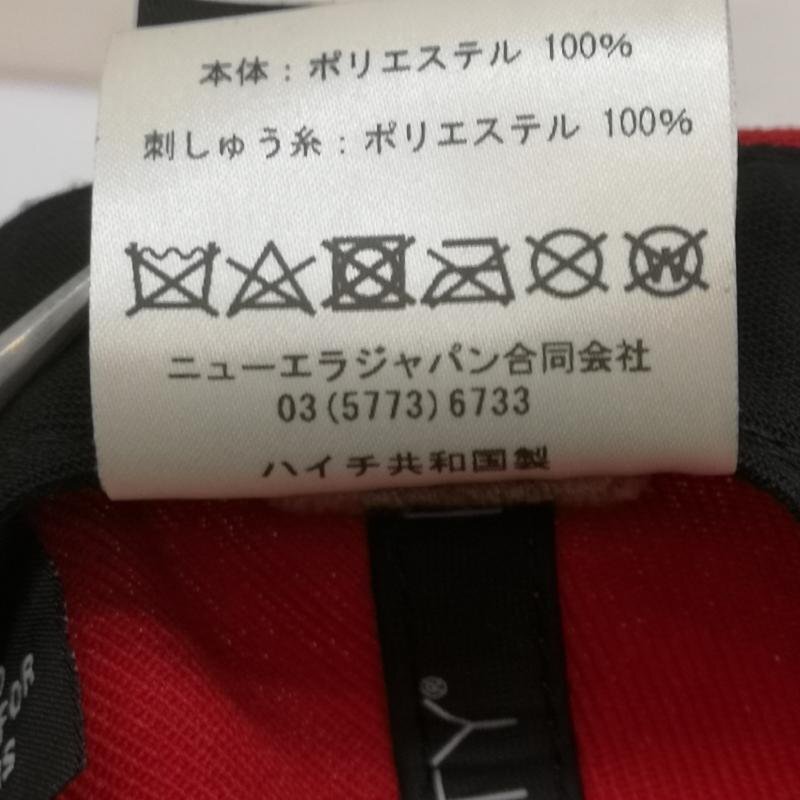 本体：ポリエステル 100%
刺しゅう糸：ポリエステル 100%
W
ニューエラジャパン合同会社
03(5773)6733
ハイチ共和国製
FOR
TY®